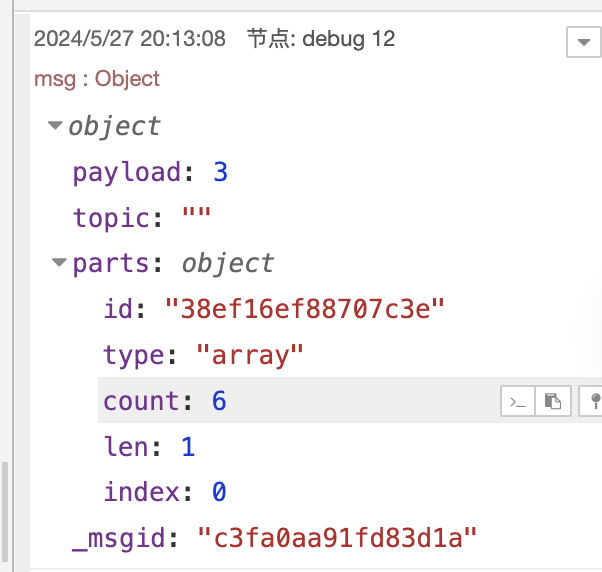 2024/5/27 20:13:08 节点: debug 12
msg : Object
object
payload: 3
topic: ""
parts: object
id: "38ef16ef88707c3e"
type: "array"
count: 6
len: 1
index: 0
_msgid: "c3fa0aa91fd83d1a"